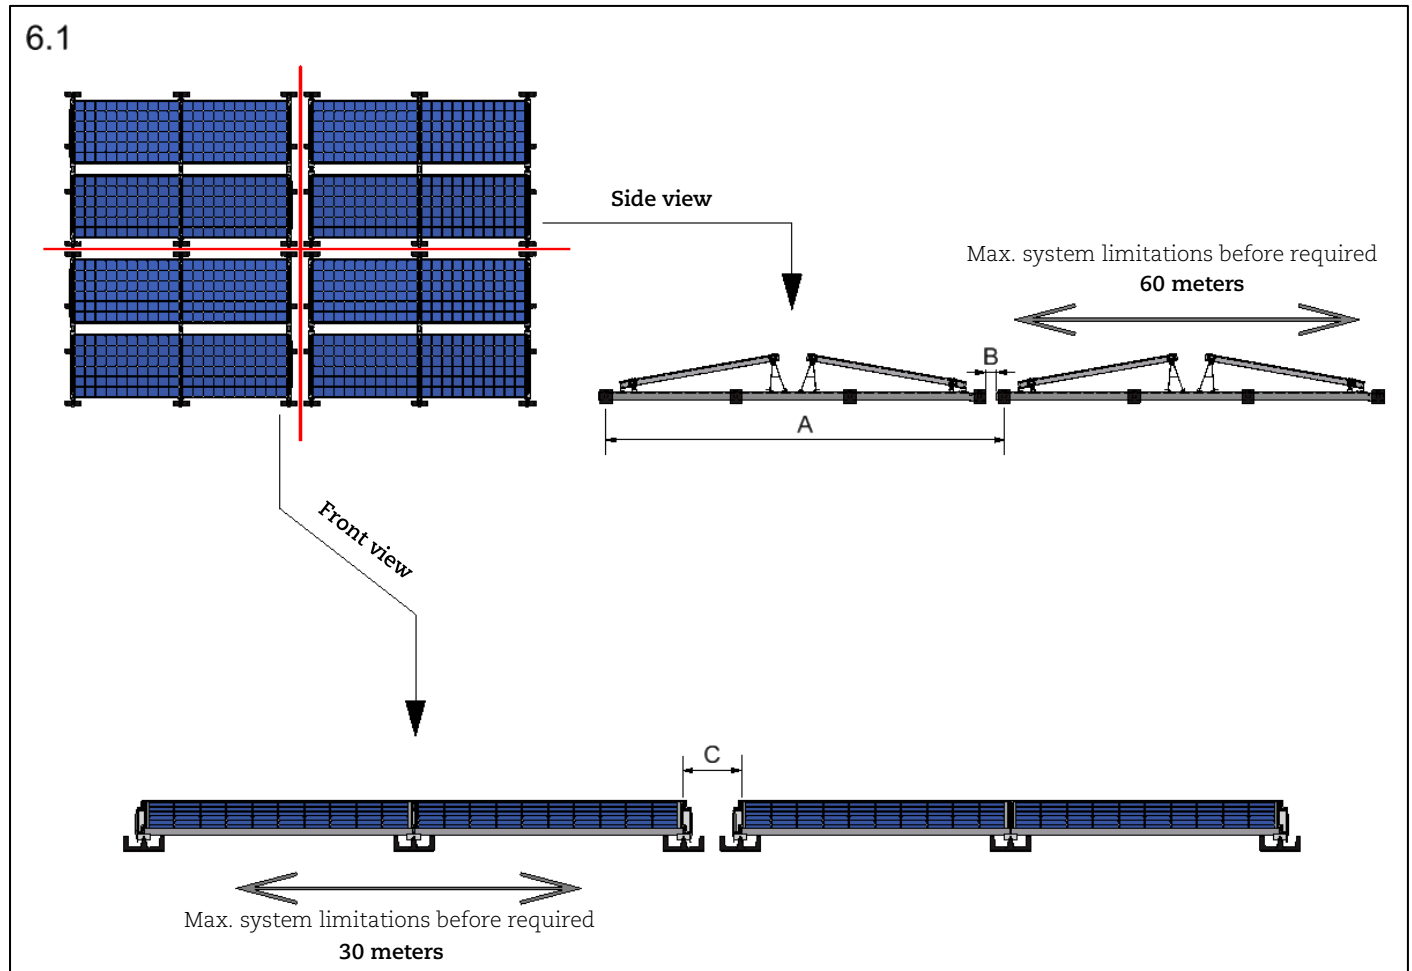 6.1
Side view
Max. system limitations before required
60 meters
B
A
Front view
C
Max. system limitations before required
30 meters